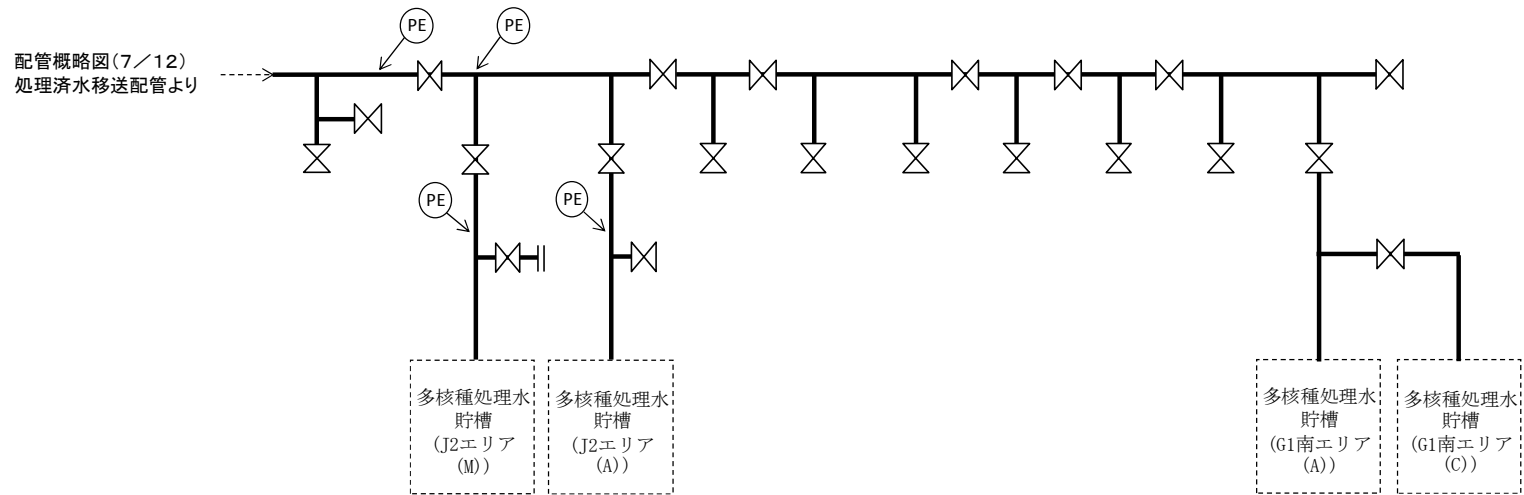 PE
PE
配管概略図(7／12)
処理済水移送配管より
PE
PE
多核種処理水
貯槽
(J2エリア
(M))
多核種処理水
貯槽
(J2エリア
(A))
多核種処理水
貯槽
(G1南エリア
(A))
多核種処理水
貯槽
(G1南エリア
(C))